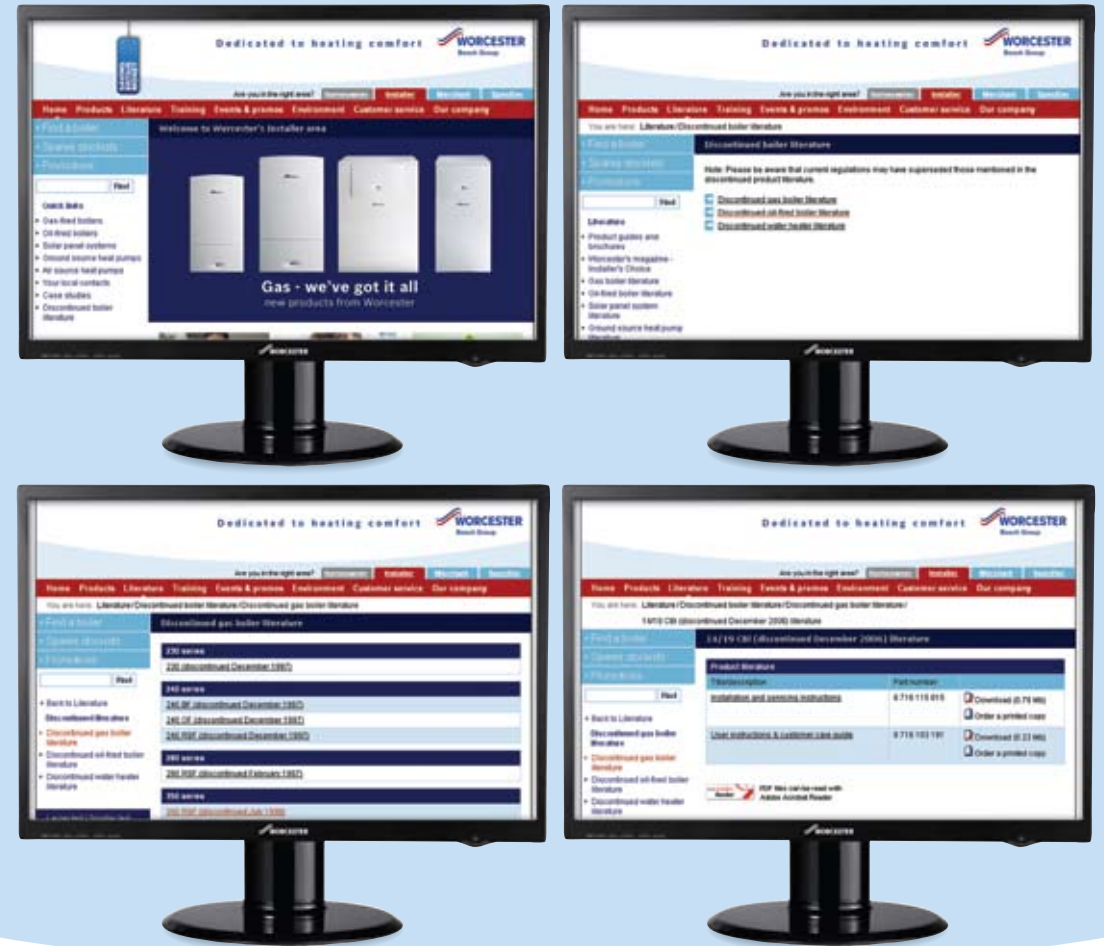 Dedicated to heating comfort
WORCESTER
Bosch Group
Are you in the right area? Homeowner Installer Merchant Specifier
Home Products Literature Training Events & promos Environment Customer service Our company
Find a boiler
Spares stockists
Promotions
Find
Quick links
Gas-fired boilers
Oil-fired boilers
Solar panel systems
Ground source heat pumps
Air source heat pumps
Your local contacts
Case studies
Discontinued boiler
literature
Welcome to Worcester's Installer area
Gas - we've got it all
new products from Worcester
WORCESTER
Dedicated to heating comfort
WORCESTER
Bosch Group
Are you in the right area? Homeowner Installer Merchant Specifier
Home Products Literature Training Events & promos Environment Customer service Our company
You are here: Literature/Discontinued boiler literature
Find a boiler
Spares stockists
Promotions
Find
Literature
Product guides and
brochures
Worcester's magazine -
Installer's Choice
Gas boiler literature
Oil-fired boiler literature
Solar panel system
literature
Ground source heat pump
literature
Discontinued boiler literature
Note: Please be aware that current regulations may have superseded those mentioned in the
discontinued product literature.
Discontinued gas boiler literature
Discontinued oil-fired boiler literature
Discontinued water heater literature
WORCESTER
Dedicated to heating comfort
WORCESTER
Bosch Group
Are you in the right area? Homeowner Installer Merchant Specifier
Home Products Literature Training Events & promos Environment Customer service Our company
You are here: Literature/Discontinued boiler literature/Discontinued gas boiler literature
Find a boiler
Spares stockists
Promotions
Find
Back to Literature
Discontinued literature
Discontinued gas boiler
literature
Discontinued oil-fired boiler
literature
Discontinued water heater
literature
Discontinued gas boiler literature
230 series
230 (discontinued December 1997)
240 series
240 BF (discontinued December 1997)
240 OF (discontinued December 1997)
240 RSF (discontinued December 1997)
280 series
280 RSF (discontinued February 1997)
350 series
350 RSF (discontinued July 1998)
WORCESTER
Dedicated to heating comfort
WORCESTER
Bosch Group
Are you in the right area? Homeowner Installer Merchant Specifier
Home Products Literature Training Events & promos Environment Customer service Our company
You are here: Literature/Discontinued boiler literature/Discontinued gas boiler literature/
14/19 CBi (discontinued December 2006) literature
Find a boiler
Spares stockists
Promotions
Find
Back to Literature
Discontinued gas boiler
literature
Discontinued gas boiler
literature
Discontinued oil-fired boiler
literature
Discontinued water heater
literature
14/19 CBi (discontinued December 2006) literature
Product literature
Title/description Part number
Installation and servicing instructions 8 716 115 015 Download (0.79 Mb)
Order a printed copy
User instructions & customer care guide 8 716 103 191 Download (0.23 Mb)
Order a printed copy
Reader
PDF files can be read with
Adobe Acrobat Reader
WORCESTER